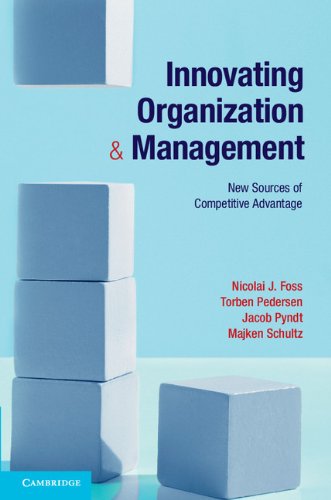 Innovating
Organization
& Management
New Sources of
Competitive Advantage
Nicolai J. Foss
Torben Pedersen
Jacob Pyndt
Majken Schultz
CAMBRIDGE